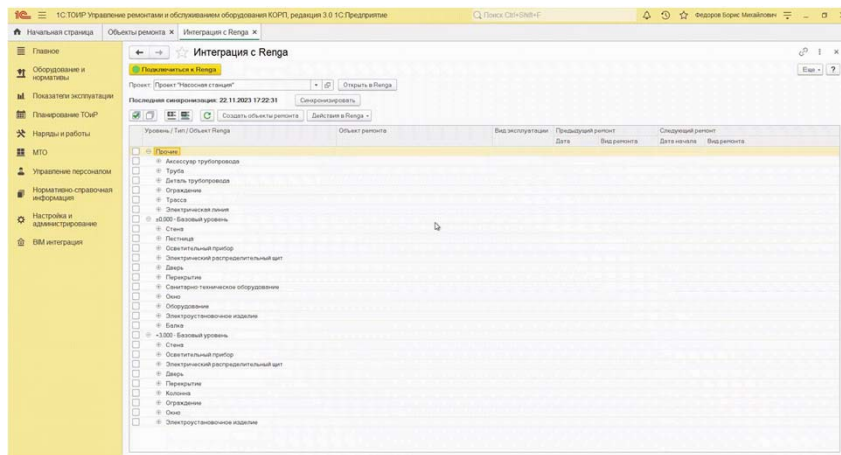 1С:ТОИР Управление ремонтами и обслуживанием оборудования КОРП, редакция 3.0 1С:Предприятие
Поиск Ctrl+Shift+F
Федоров Борис Михайлович
Начальная страница
Объекты ремонта ×
Интеграция с Renga ×
Главное
Оборудование и нормативы
Показатели эксплуатации
Планирование ТОиР
Наряды и работы
МТО
Управление персоналом
Нормативно-справочная информация
Настройка и администрирование
BIM интеграция
Интеграция с Renga
Подключиться к Renga
Еще
?
Проект: Проект "Насосная станция"
Открыть в Renga
Последняя синхронизация: 22.11.2023 17:22:31
Синхронизировать
Создать объекты ремонта
Действия в Renga
Уровень / Тип / Объект Renga
Объект ремонта
Вид эксплуатации
Предыдущий ремонт
Следующий ремонт
Дата
Вид ремонта
Дата начала
Вид ремонта
Прочие
Аксессуар трубопровода
Труба
Деталь трубопровода
Ограждение
Трасса
Электрическая линия
±0.000 - Базовый уровень
Стена
Лестница
Осветительный прибор
Электрический распределительный щит
Дверь
Перекрытие
Санитарно-техническое оборудование
Окно
Оборудование
Электроустановочное изделие
Балка
Стена
Осветительный прибор
Электрический распределительный щит
Дверь
Перекрытие
Колонна
Ограждение
Окно
Электроустановочное изделие